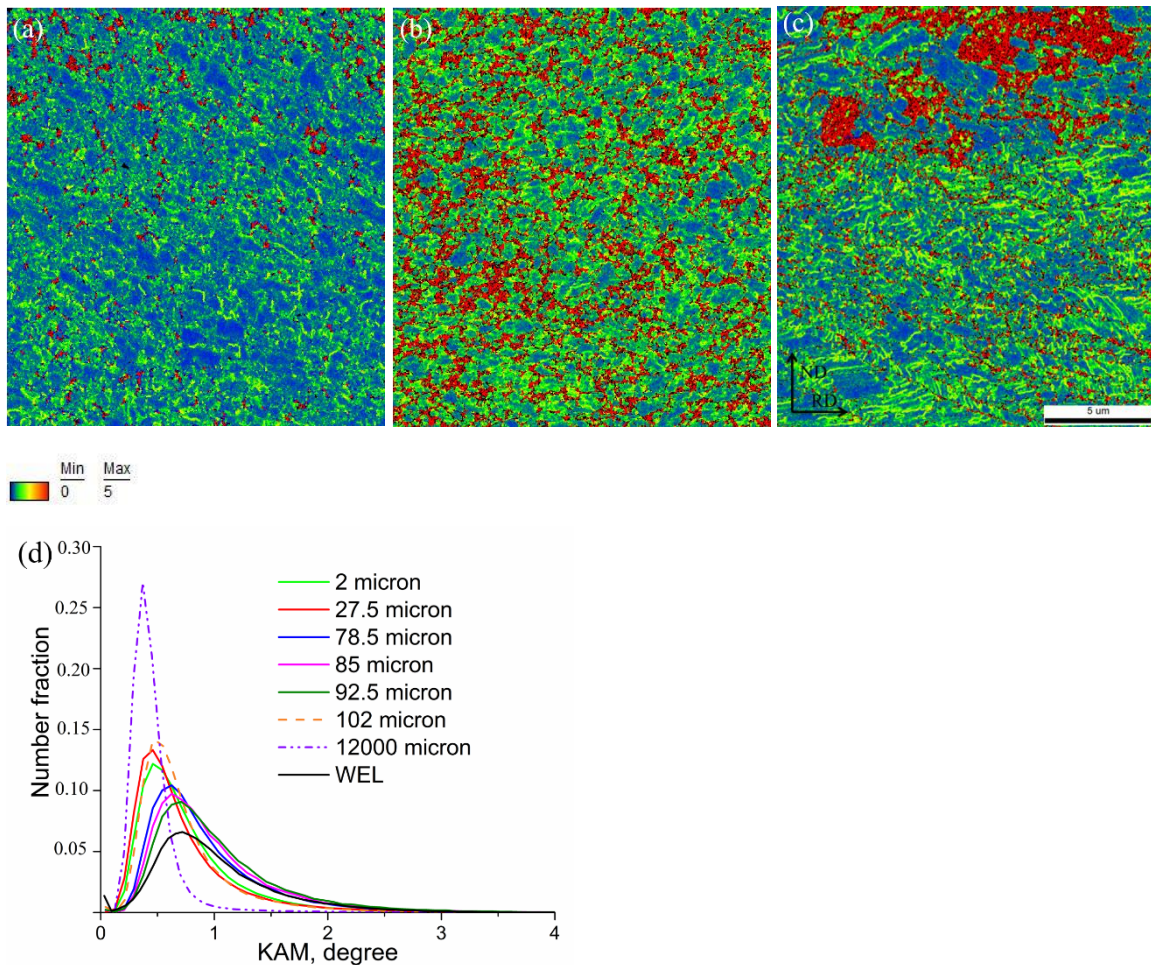 (a)
(b)
(c)
ND
RD
5 um
Min Max
0 5
(d)
0.30
0.25
0.20
0.15
0.10
0.05
Number fraction
2 micron
27.5 micron
78.5 micron
85 micron
92.5 micron
102 micron
12000 micron
WEL
0 1 2 3 4
KAM, degree